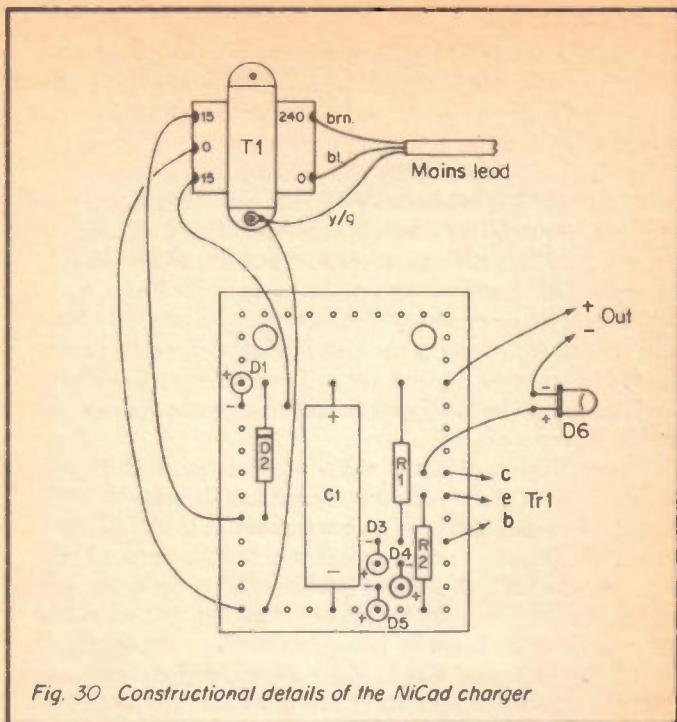 15
240
brn.
T1
0
bl.
15
0
Mains lead
y/g
+
Out
-
+
D1
-
D2
+
C1
-
R1
-
+
D6
c
e
Tr1
b
D3
-
+
D4
-
+
R2
-
+
D5
Fig. 30 Constructional details of the NiCad charger